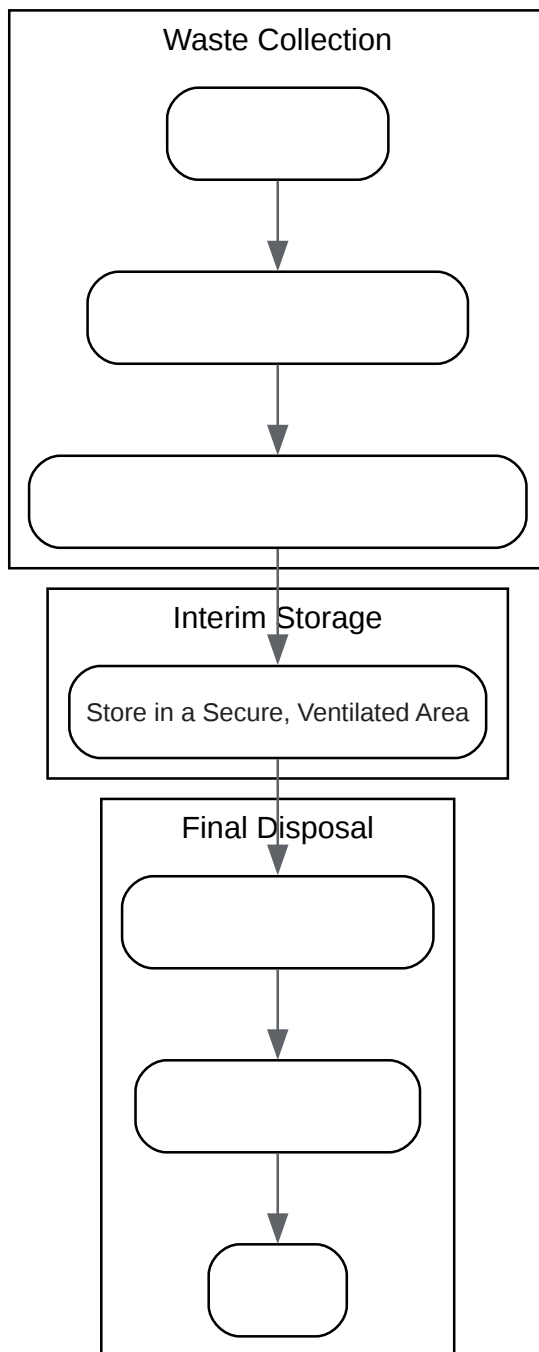 Waste Collection
Interim Storage
Store in a Secure, Ventilated Area
Final Disposal